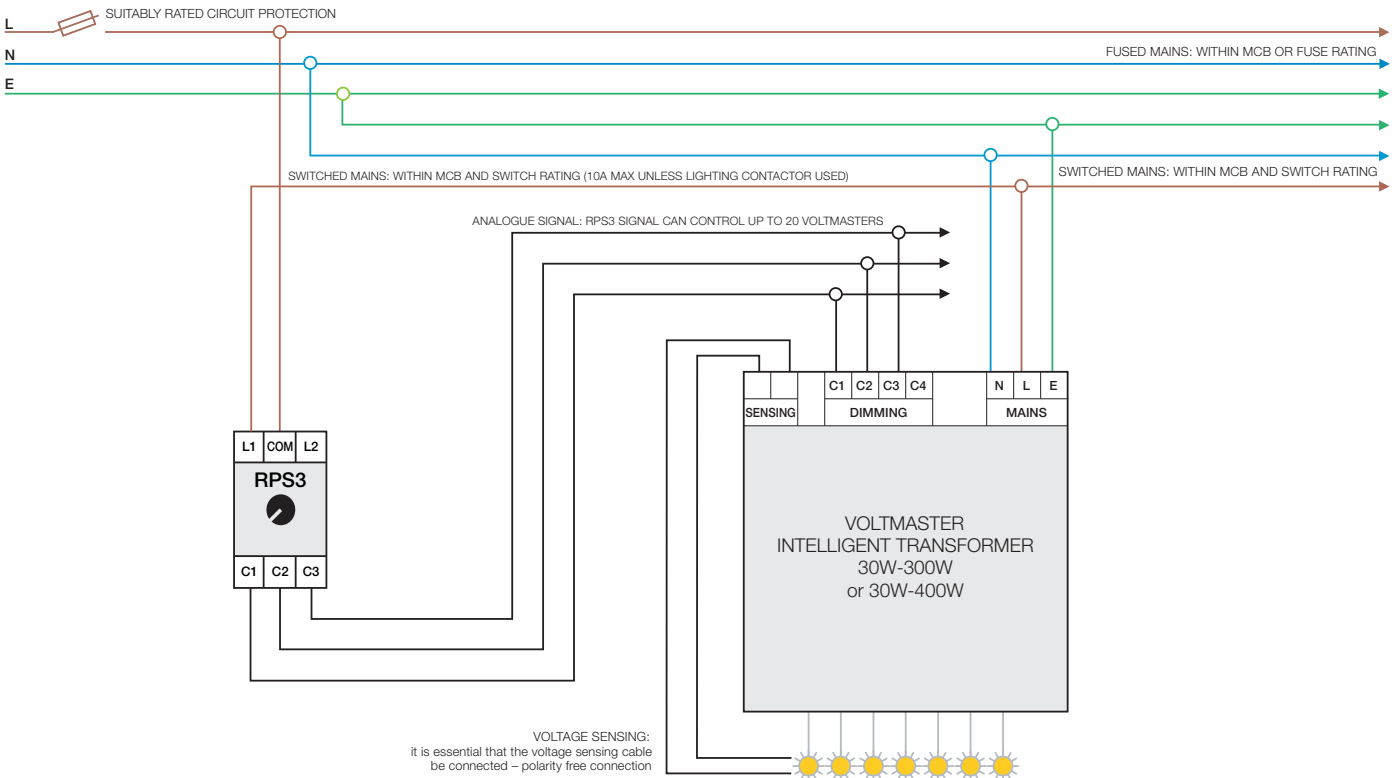 SUITABLY RATED CIRCUIT PROTECTION
L
N
FUSED MAINS: WITHIN MCB OR FUSE RATING
E
SWITCHED MAINS: WITHIN MCB AND SWITCH RATING (10A MAX UNLESS LIGHTING CONTACTOR USED)
SWITCHED MAINS: WITHIN MCB AND SWITCH RATING
ANALOGUE SIGNAL: RPS3 SIGNAL CAN CONTROL UP TO 20 VOLTMASTERS
C1 C2 C3 C4
N L E
SENSING
DIMMING
MAINS
L1 COM L2
RPS3
C1 C2 C3
VOLTMASTER
INTELLIGENT TRANSFORMER
30W-300W
or 30W-400W
VOLTAGE SENSING:
it is essential that the voltage sensing cable
be connected – polarity free connection